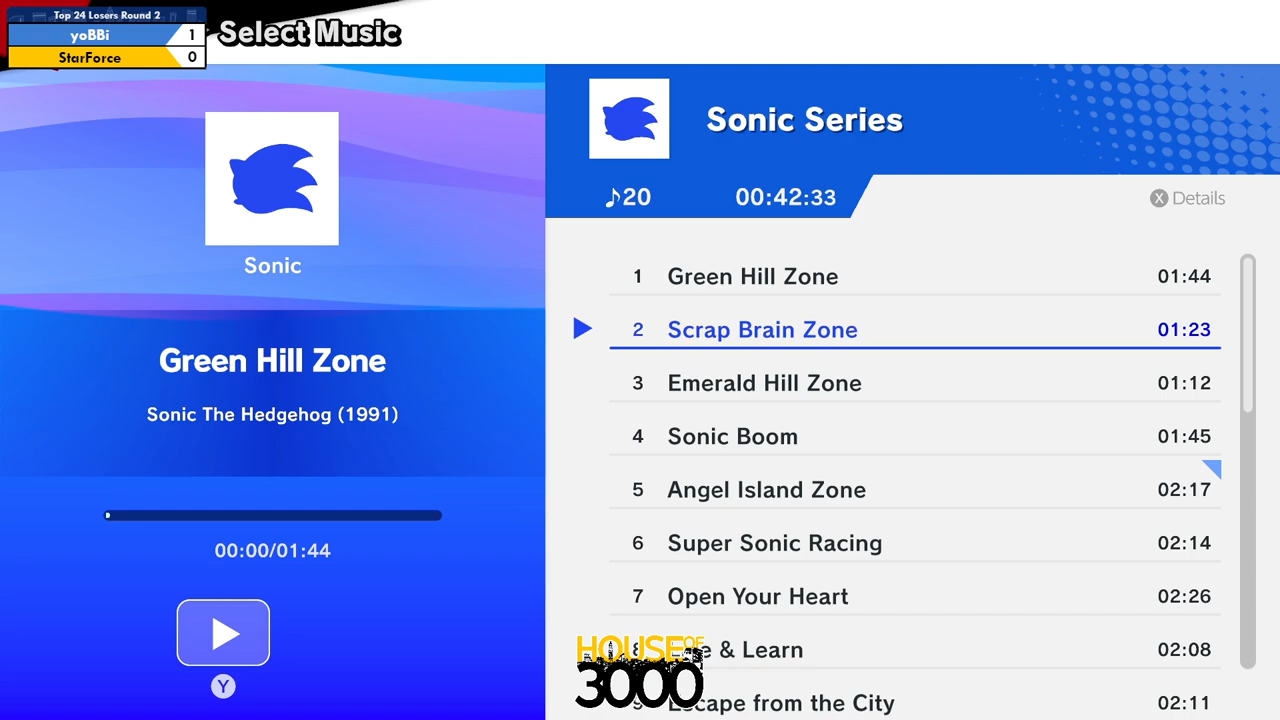 Top 24 Losers Round 2
yoBBi 1
StarForce 0
Select Music
Sonic
Green Hill Zone
Sonic The Hedgehog (1991)
00:00/01:44
Y
Sonic Series
♪20 00:42:33
X Details
1 Green Hill Zone 01:44
2 Scrap Brain Zone 01:23
3 Emerald Hill Zone 01:12
4 Sonic Boom 01:45
5 Angel Island Zone 02:17
6 Super Sonic Racing 02:14
7 Open Your Heart 02:26
8 & Learn 02:08
9 Escape from the City 02:11
HOUSE OF
3000